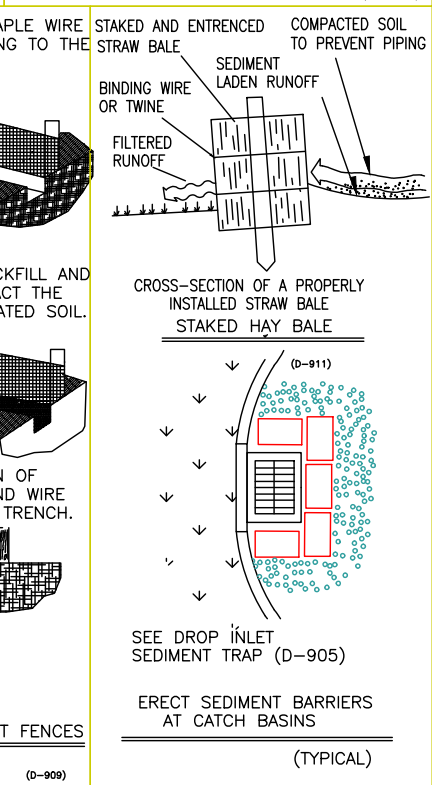 APLE WIRE
NG TO THE
CKFILL AND
ACT THE
ATED SOIL.
N OF
ND WIRE
TRENCH.
T FENCES
(D-909)
STAKED AND ENTRENCED
STRAW BALE
COMPACTED SOIL
TO PREVENT PIPING
SEDIMENT
LADEN RUNOFF
BINDING WIRE
OR TWINE
FILTERED
RUNOFF
CROSS-SECTION OF A PROPERLY
INSTALLED STRAW BALE
STAKED HAY BALE
(D-911)
SEE DROP INLET
SEDIMENT TRAP (D-905)
ERECT SEDIMENT BARRIERS
AT CATCH BASINS
(TYPICAL)